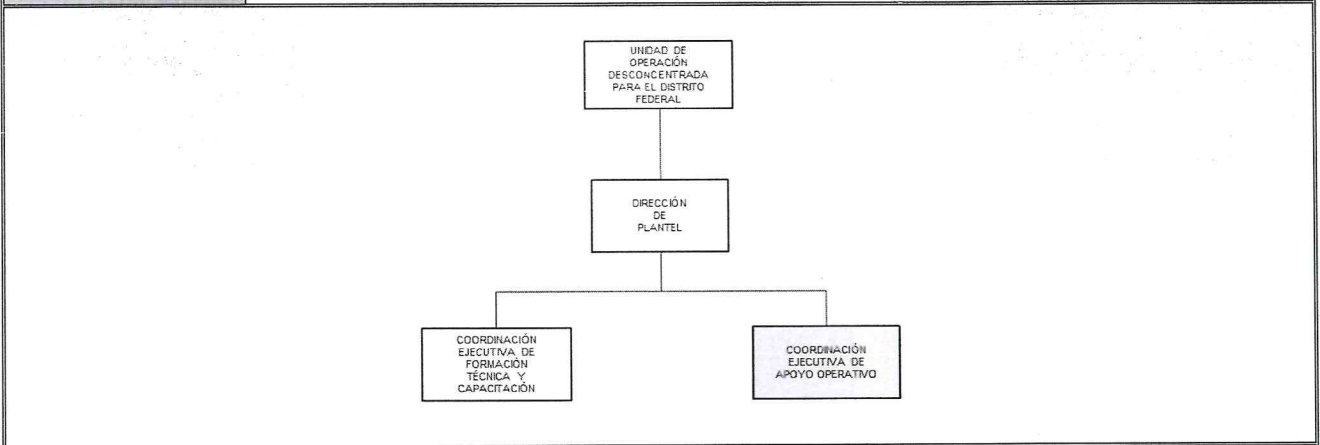 UNIDAD DE
OPERACIÓN
DESCONCENTRADA
PARA EL DISTRITO
FEDERAL
DIRECCIÓN
DE
PLANTEL
COORDINACIÓN
EJECUTIVA DE
FORMACIÓN
TÉCNICA Y
CAPACITACIÓN
COORDINACIÓN
EJECUTIVA DE
APOYO OPERATIVO